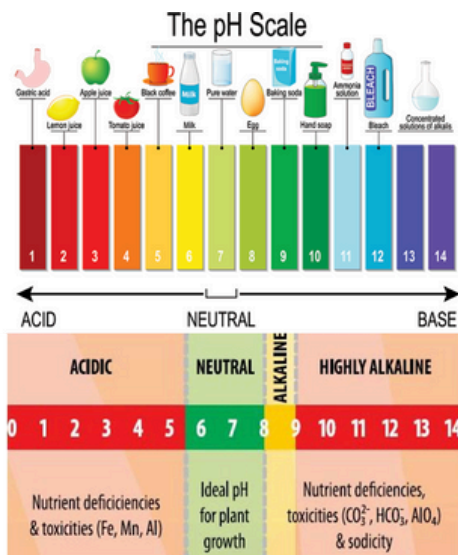 The pH Scale
Gastric acid
Lemon juice
Apple juice
Tomato juice
Black coffee
Milk
Milk
Pure water
Egg
Baking soda
Baking soda
Hand soap
Ammonia solution
BLEACH
Bleach
Concentrated solutions of alkalis
1 2 3 4 5 6 7 8 9 10 11 12 13 14
ACID NEUTRAL BASE
ACIDIC NEUTRAL ALKALINE HIGHLY ALKALINE
0 1 2 3 4 5 6 7 8 9 10 11 12 13 14
Nutrient deficiciencies
& toxicities (Fe, Mn, Al)
Ideal pH
for plant
growth
Nutrient deficiencies,
toxicities (CO₃²⁻, HCO₃⁻, AlO₄)
& sodicity